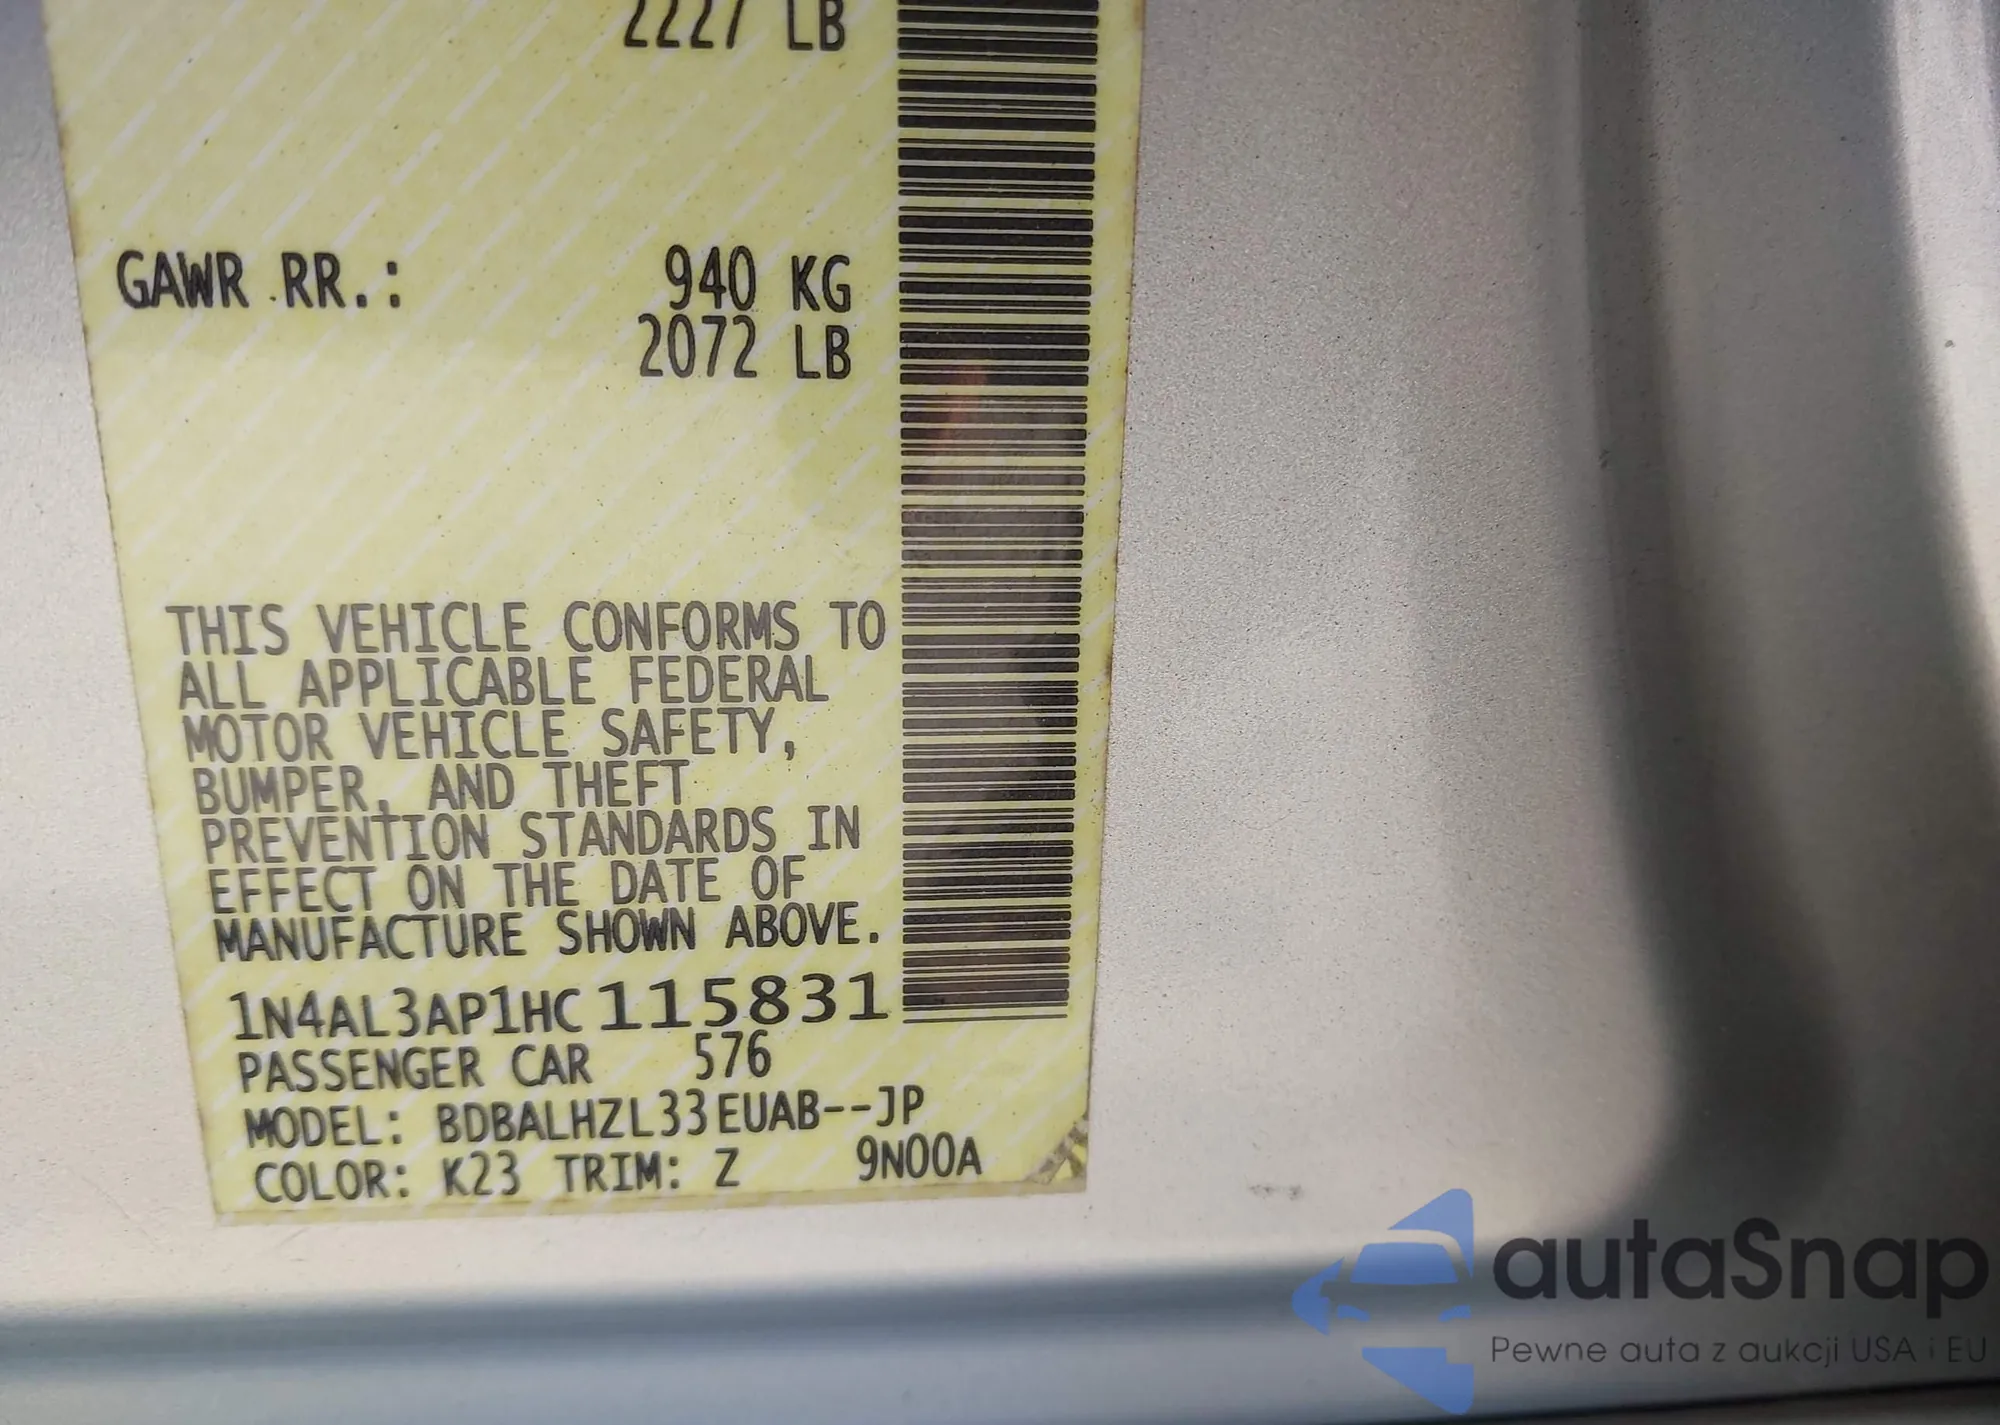 2227 LB
GAWR RR.: 940 KG
2072 LB
THIS VEHICLE CONFORMS TO
ALL APPLICABLE FEDERAL
MOTOR VEHICLE SAFETY,
BUMPER, AND THEFT
PREVENTION STANDARDS IN
EFFECT ON THE DATE OF
MANUFACTURE SHOWN ABOVE.
1N4AL3AP1HC115831
PASSENGER CAR 576
MODEL: BDBALHZL33EUAB--JP
COLOR: K23 TRIM: Z 9N00A
autaSnap
Pewne auta z aukcji USA i EU